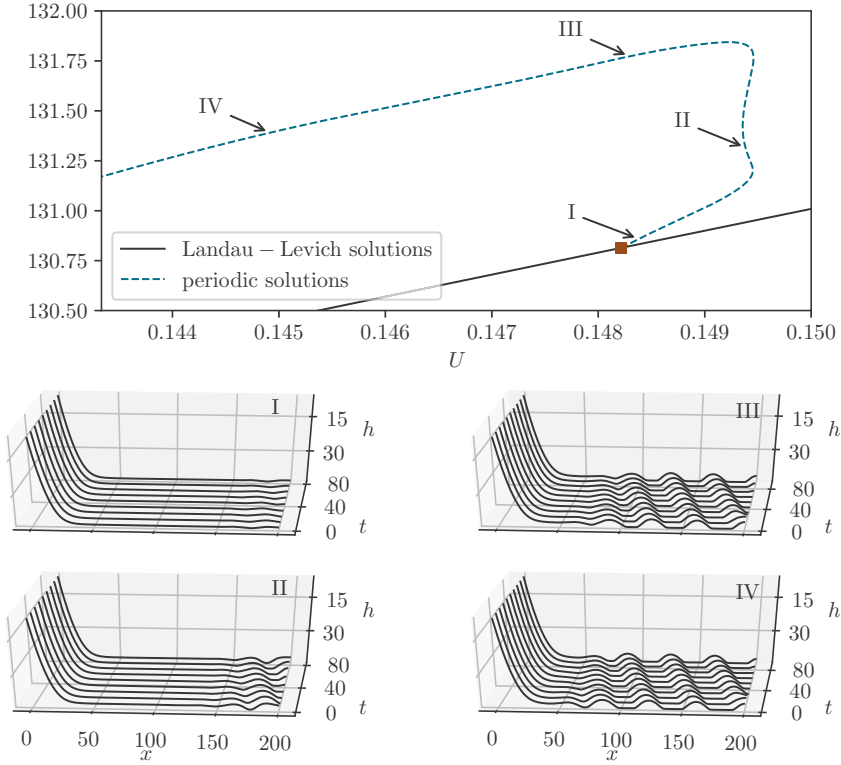 132.00
131.75
131.50
131.25
131.00
130.75
130.50
III
IV
II
I
Landau – Levich solutions
periodic solutions
0.144 0.145 0.146 0.147 0.148 0.149 0.150
U
I
15
h
30
80
40
t
0
III
15
h
30
80
40
t
0
II
15
h
30
80
40
t
0
0 50 100 150 200
x
IV
15
h
30
80
40
t
0
0 50 100 150 200
x